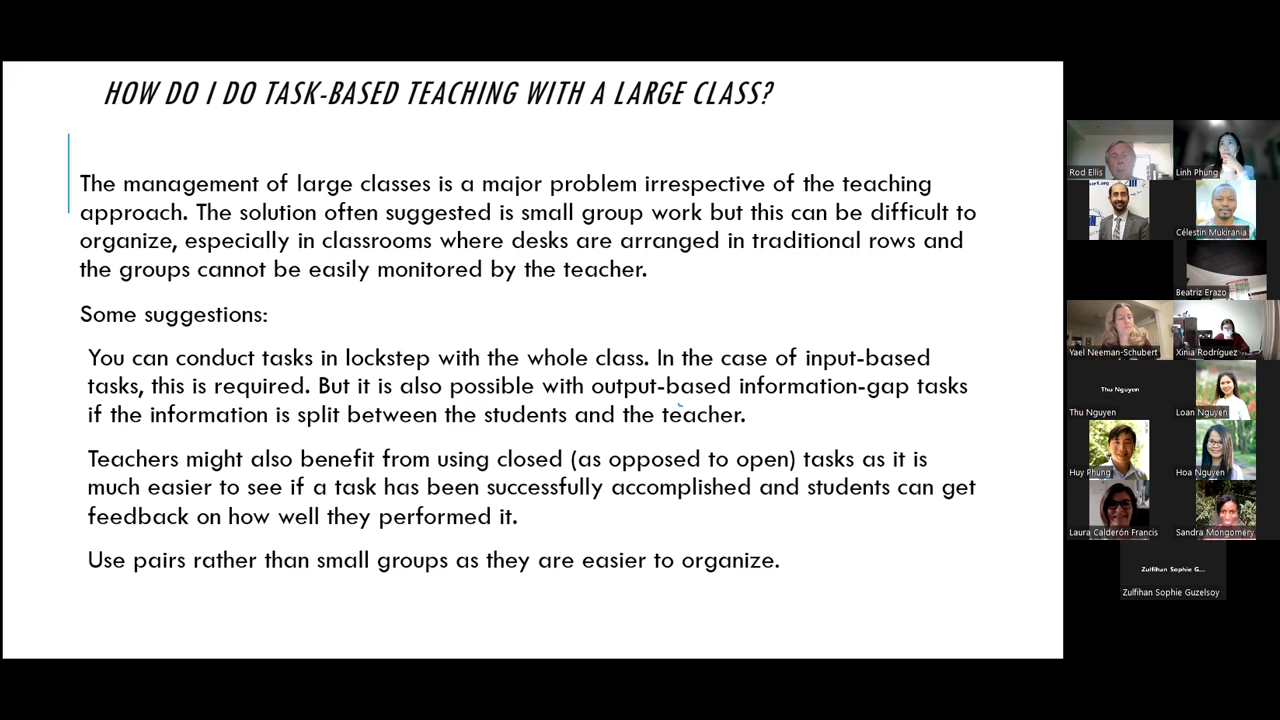 HOW DO I DO TASK-BASED TEACHING WITH A LARGE CLASS?
The management of large classes is a major problem irrespective of the teaching
approach. The solution often suggested is small group work but this can be difficult to
organize, especially in classrooms where desks are arranged in traditional rows and
the groups cannot be easily monitored by the teacher.
Some suggestions:
You can conduct tasks in lockstep with the whole class. In the case of input-based
tasks, this is required. But it is also possible with output-based information-gap tasks
if the information is split between the students and the teacher.
Teachers might also benefit from using closed (as opposed to open) tasks as it is
much easier to see if a task has been successfully accomplished and students can get
feedback on how well they performed it.
Use pairs rather than small groups as they are easier to organize.
Rod Ellis
Linh Phung
Célestin Mukirania
Beatriz Erazo
Yael Neeman-Schubert
Xinia Rodríguez
Thu Nguyen
Thu Nguyen
Loan Nguyen
Huy Phung
Hoa Nguyen
Laura Calderón Francis
Sandra Mongomery
Zulfihan Sophie G...
Zulfihan Sophie Guzelsoy